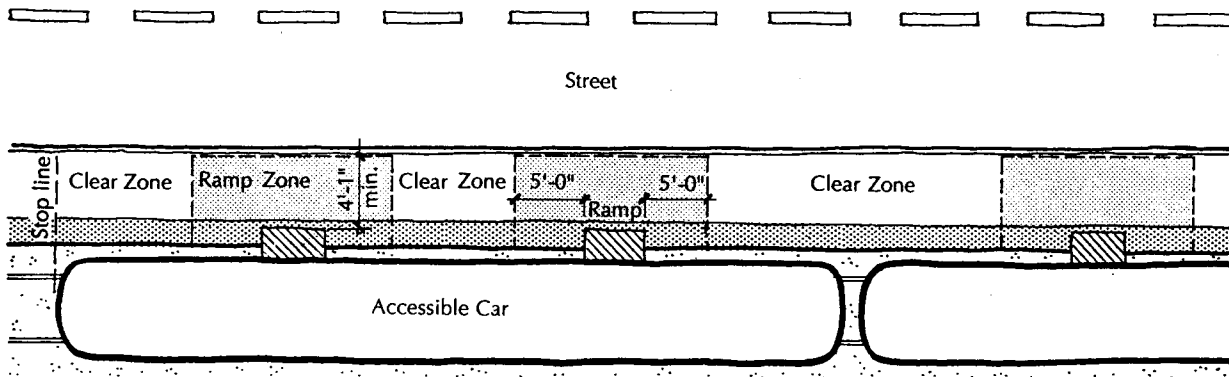 Street
Stop line
Clear Zone
Ramp Zone
4'-1"
min.
Clear Zone
5'-0"
5'-0"
Ramp
Clear Zone
Accessible Car